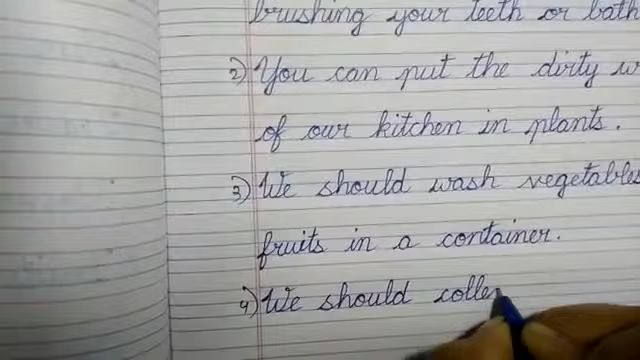 brushing your teeth or bath
2) You can put the dirty w
of our kitchen in plants.
3) We should wash vegetables
fruits in a container.
4) We should colle